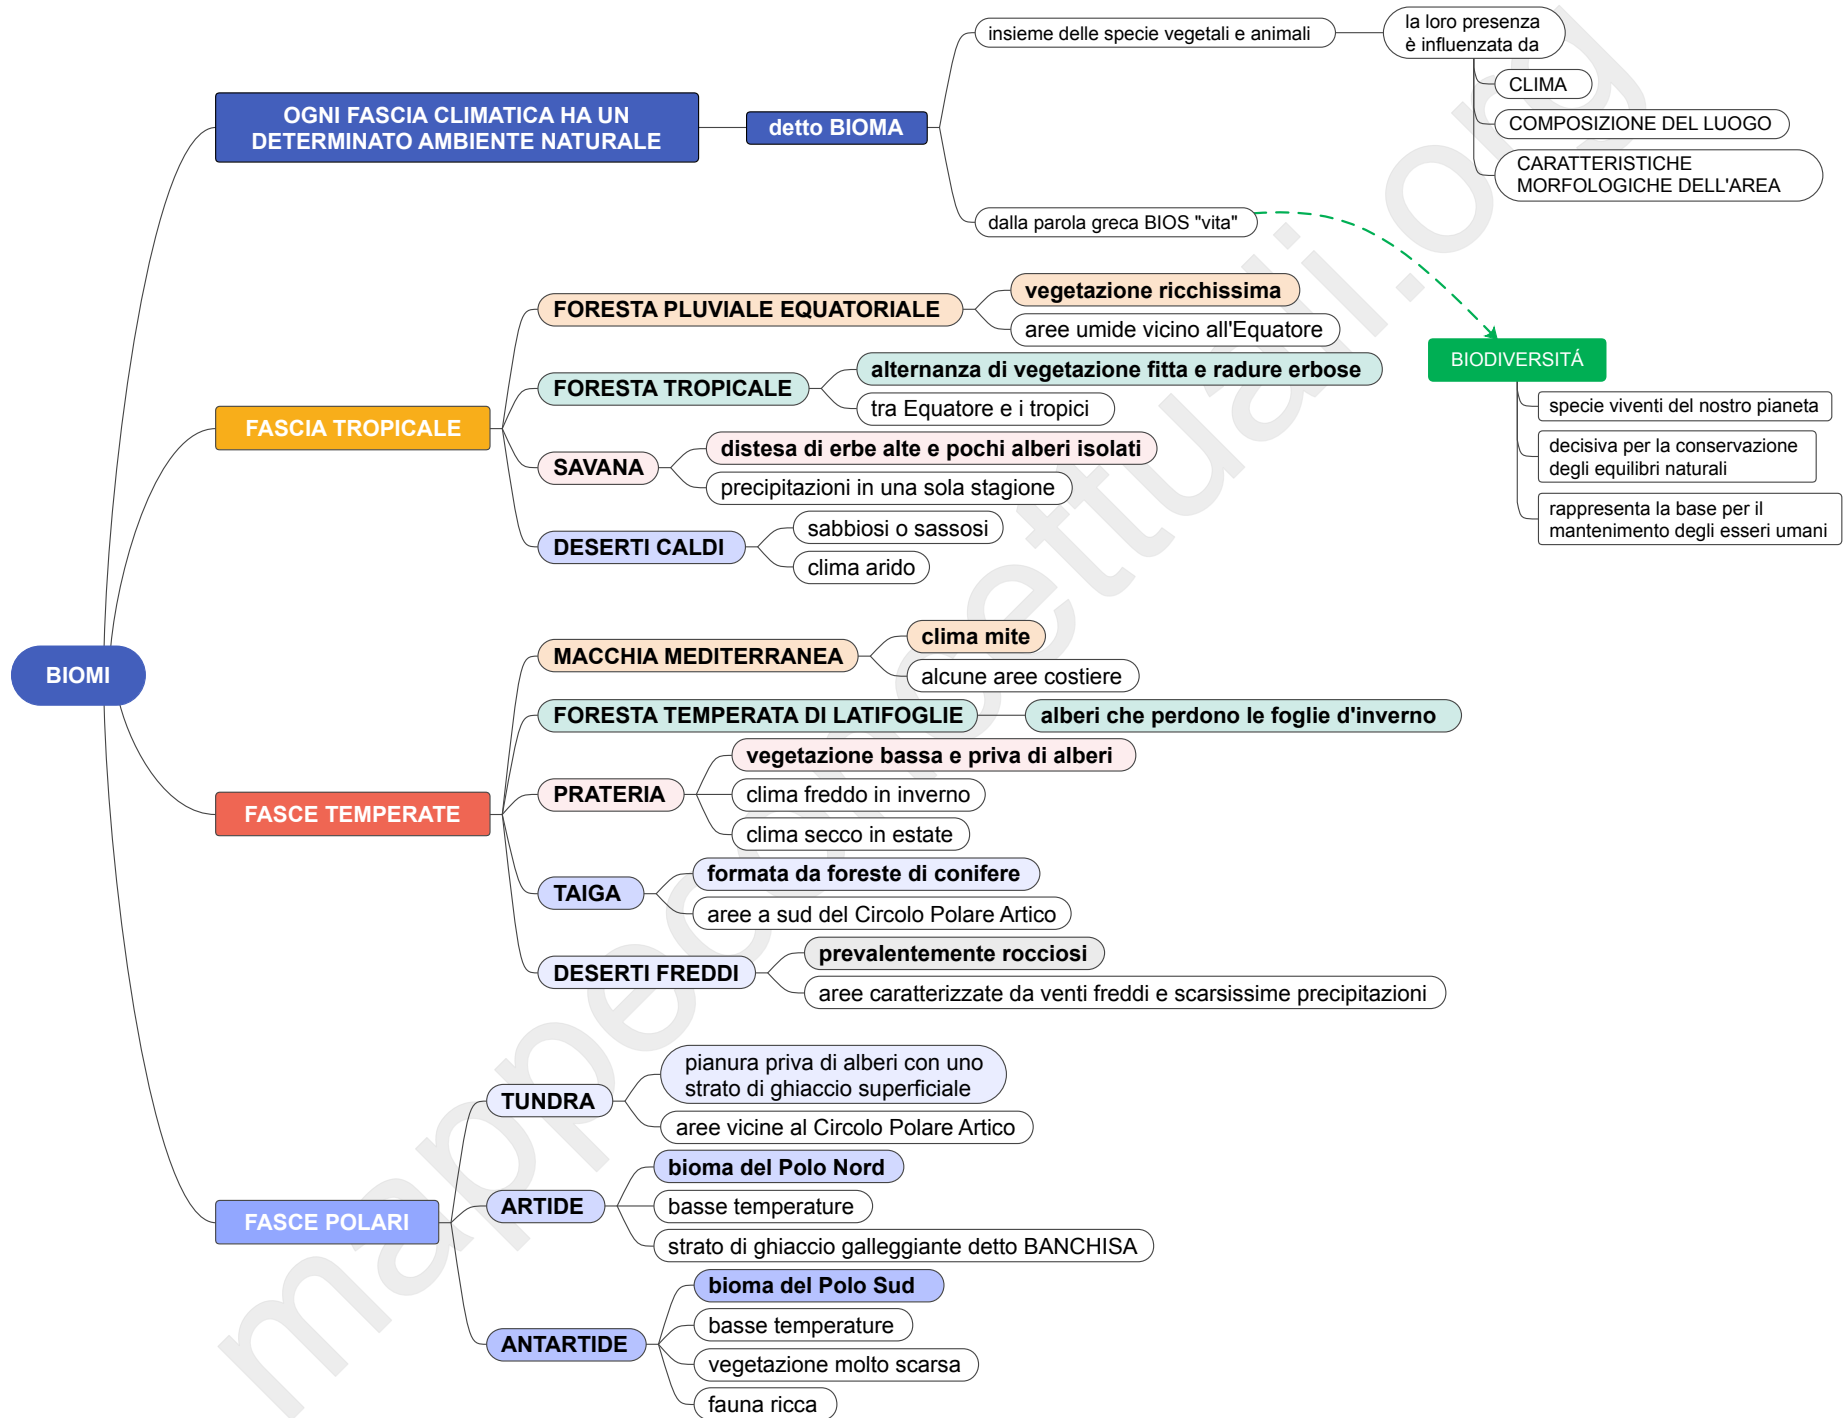 BIOMI
OGNI FASCIA CLIMATICA HA UN
DETERMINATO AMBIENTE NATURALE
detto BIOMA
insieme delle specie vegetali e animali
la loro presenza
è influenzata da
CLIMA
COMPOSIZIONE DEL LUOGO
CARATTERISTICHE
MORFOLOGICHE DELL'AREA
dalla parola greca BIOS "vita"
BIODIVERSITÁ
specie viventi del nostro pianeta
decisiva per la conservazione
degli equilibri naturali
rappresenta la base per il
mantenimento degli esseri umani
FASCIA TROPICALE
FORESTA PLUVIALE EQUATORIALE
vegetazione ricchissima
aree umide vicino all'Equatore
FORESTA TROPICALE
alternanza di vegetazione fitta e radure erbose
tra Equatore e i tropici
SAVANA
distesa di erbe alte e pochi alberi isolati
precipitazioni in una sola stagione
DESERTI CALDI
sabbiosi o sassosi
clima arido
FASCE TEMPERATE
MACCHIA MEDITERRANEA
clima mite
alcune aree costiere
FORESTA TEMPERATA DI LATIFOGLIE
alberi che perdono le foglie d'inverno
PRATERIA
vegetazione bassa e priva di alberi
clima freddo in inverno
clima secco in estate
TAIGA
formata da foreste di conifere
aree a sud del Circolo Polare Artico
DESERTI FREDDI
prevalentemente rocciosi
aree caratterizzate da venti freddi e scarsissime precipitazioni
FASCE POLARI
TUNDRA
pianura priva di alberi con uno
strato di ghiaccio superficiale
aree vicine al Circolo Polare Artico
ARTIDE
bioma del Polo Nord
basse temperature
strato di ghiaccio galleggiante detto BANCHISA
ANTARTIDE
bioma del Polo Sud
basse temperature
vegetazione molto scarsa
fauna ricca
mappeconcettuali.org